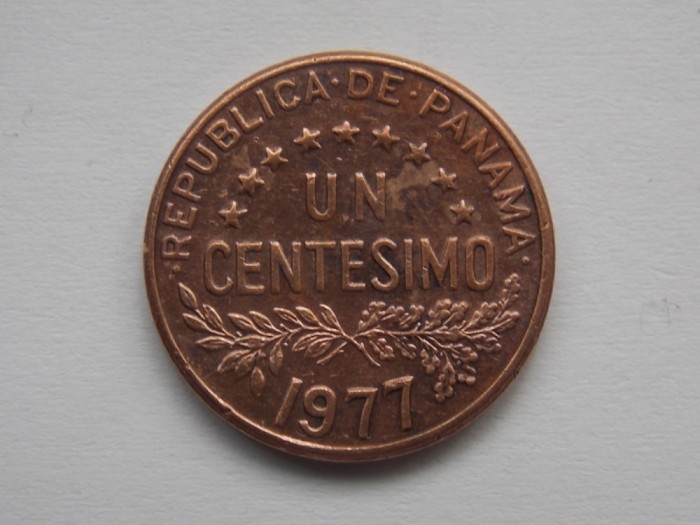 ·REPUBLICA·DE·PANAMA·
UN
CENTESIMO
1977